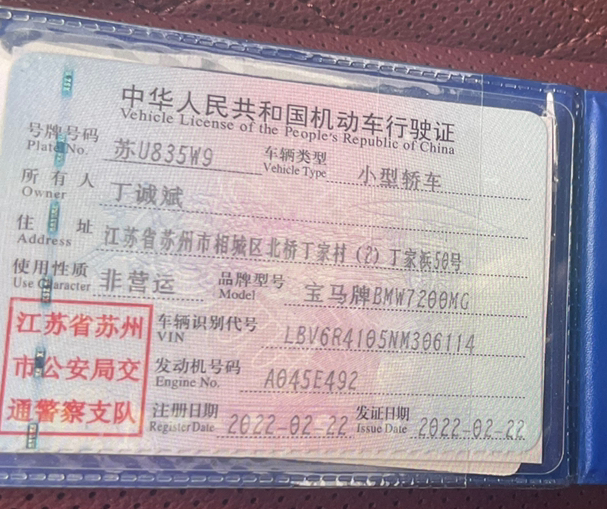 中华人民共和国机动车行驶证
Vehicle License of the People's Republic of China
号牌号码 苏U835W9 车辆类型 小型轿车
Plate No. Vehicle Type
所有人 丁诚斌
Owner
住址 江苏省苏州市相城区北桥丁家村(2)丁家浜50号
Address
使用性质 非营运 品牌型号 宝马牌BMW7200MG
Use Character Model
江苏省苏州
市公安局交
通警察支队
车辆识别代号 LBV6R4105NM306114
VIN
发动机号码 A045E492
Engine No.
注册日期 2022-02-22 发证日期 2022-02-22
Register Date Issue Date